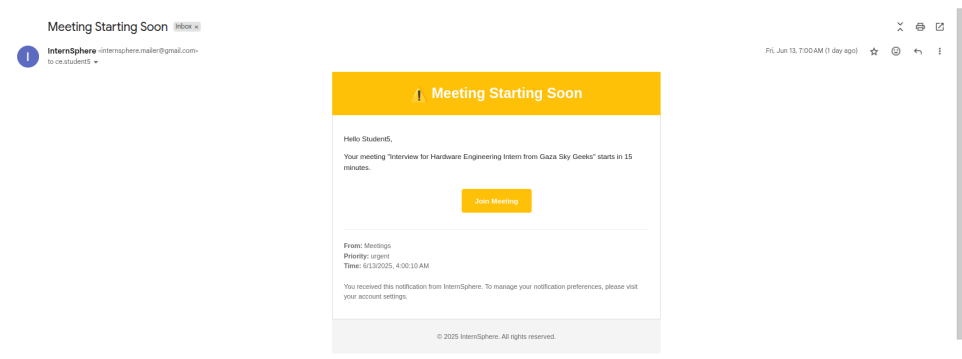 Meeting Starting Soon Inbox ×
InternSphere <internsphere.mailer@gmail.com>
Fri, Jun 13, 7:00 AM (1 day ago)
I
to ce.student5
⚠ Meeting Starting Soon
Hello Student5,
Your meeting "Interview for Hardware Engineering Intern from Gaza Sky Geeks" starts in 15
minutes.
Join Meeting
From: Meetings
Priority: urgent
Time: 6/13/2025, 4:00:10 AM
You received this notification from InternSphere. To manage your notification preferences, please visit
your account settings.
© 2025 InternSphere. All rights reserved.